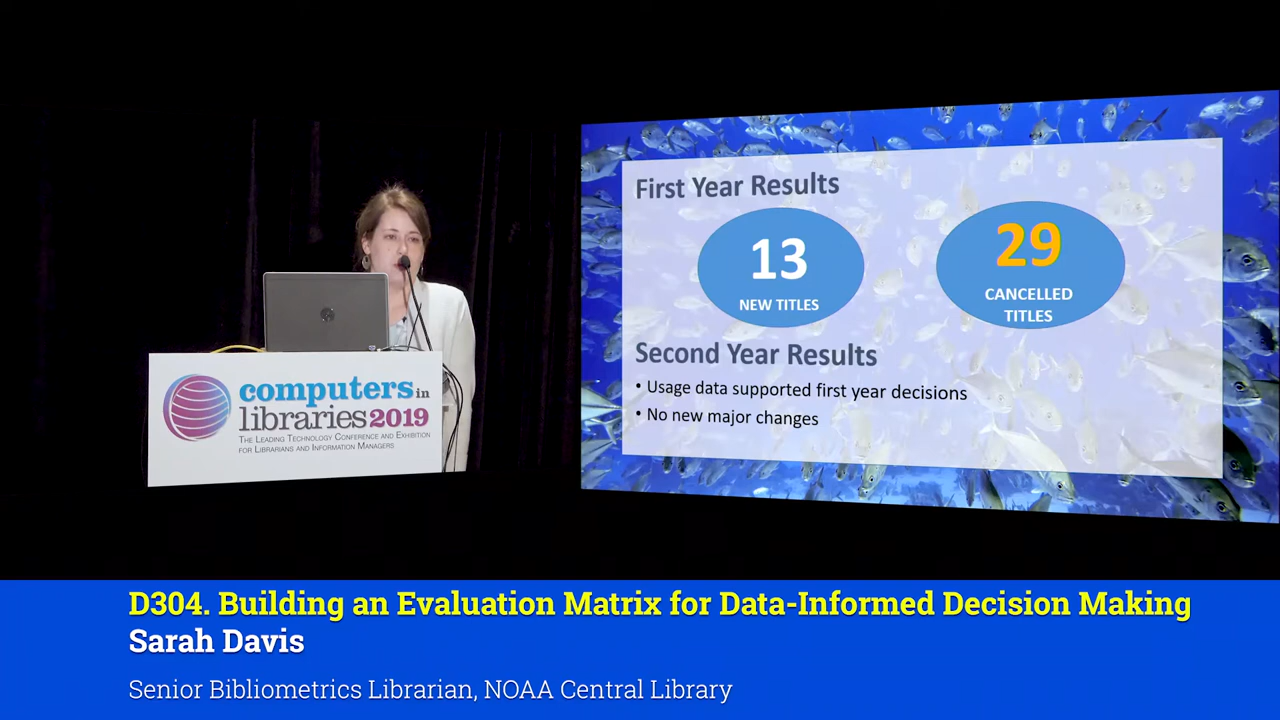 First Year Results
13
NEW TITLES
29
CANCELLED
TITLES
Second Year Results
• Usage data supported first year decisions
• No new major changes
computers in
libraries 2019
THE LEADING TECHNOLOGY CONFERENCE AND EXHIBITION
FOR LIBRARIANS AND INFORMATION MANAGERS
D304. Building an Evaluation Matrix for Data-Informed Decision Making
Sarah Davis
Senior Bibliometrics Librarian, NOAA Central Library